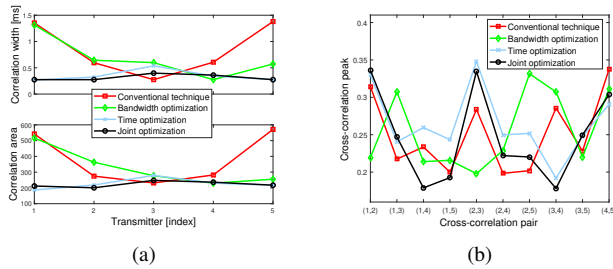 Correlation width [ms]
1.5
1
0.5
0
Conventional technique
Bandwidth optimization
Time optimization
Joint optimization
Correlation area
600
500
400
300
200
100
1 2 3 4 5
Transmitter [index]
(a)
Cross-correlation peak
0.4
0.35
0.3
0.25
0.2
Conventional technique
Bandwidth optimization
Time optimization
Joint optimization
(1,2) (1,3) (1,4) (1,5) (2,3) (2,4) (2,5) (3,4) (3,5) (4,5)
Cross-correlation pair
(b)